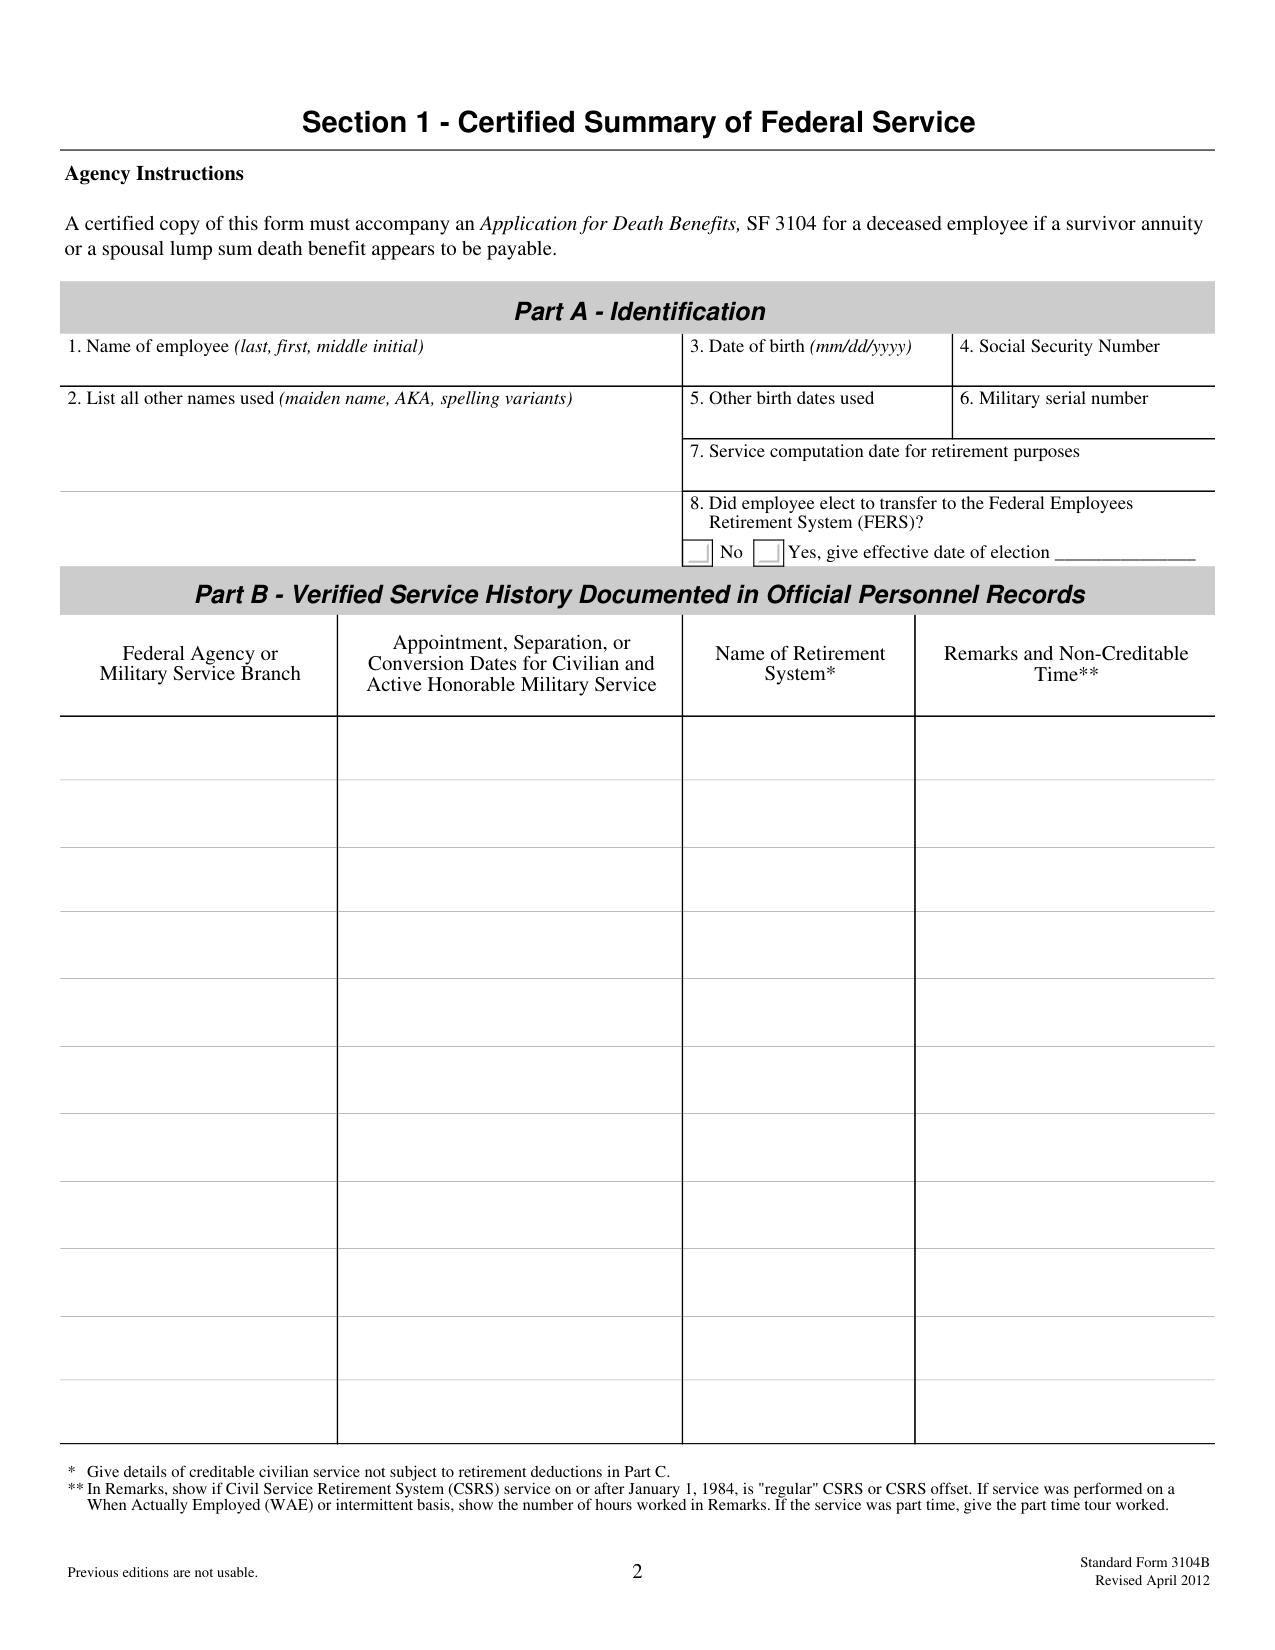 Section 1 - Certified Summary of Federal Service
Agency Instructions
A certified copy of this form must accompany an Application for Death Benefits, SF 3104 for a deceased employee if a survivor annuity
or a spousal lump sum death benefit appears to be payable.
Part A - Identification
1. Name of employee (last, first, middle initial)
3. Date of birth (mm/dd/yyyy)
4. Social Security Number
2. List all other names used (maiden name, AKA, spelling variants)
5. Other birth dates used
6. Military serial number
7. Service computation date for retirement purposes
8. Did employee elect to transfer to the Federal Employees
Retirement System (FERS)?
No
Yes, give effective date of election _______________
Part B - Verified Service History Documented in Official Personnel Records
Federal Agency or
Military Service Branch
Appointment, Separation, or
Conversion Dates for Civilian and
Active Honorable Military Service
Name of Retirement
System*
Remarks and Non-Creditable
Time**
* Give details of creditable civilian service not subject to retirement deductions in Part C.
** In Remarks, show if Civil Service Retirement System (CSRS) service on or after January 1, 1984, is "regular" CSRS or CSRS offset. If service was performed on a
When Actually Employed (WAE) or intermittent basis, show the number of hours worked in Remarks. If the service was part time, give the part time tour worked.
Previous editions are not usable.
2
Standard Form 3104B
Revised April 2012